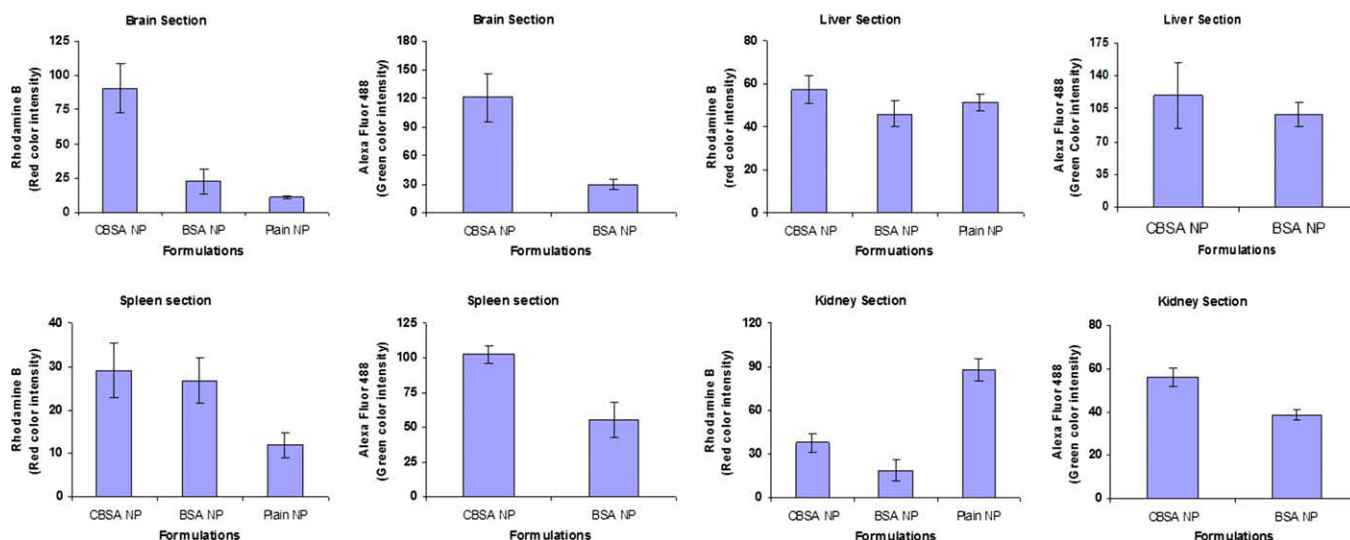 Brain Section
Rhodamine B
(Red color intensity)
125
100
75
50
25
0
CBSA NP BSA NP Plain NP
Formulations
Brain Section
Alexa Fluor 488
(Green color intensity)
180
150
120
90
60
30
0
CBSA NP BSA NP
Formulations
Liver Section
Rhodamine B
(red color intensity)
80
60
40
20
0
CBSA NP BSA NP Plain NP
Formulations
Liver Section
Alexa Fluor 488
(Green Color intensity)
175
140
105
70
35
0
CBSA NP BSA NP
Formulations
Spleen section
Rhodamine B
(Red color intensity)
40
30
20
10
0
CBSA NP BSA NP Plain NP
Formulations
Spleen section
Alexa Fluor 488
(Green color intensity)
125
100
75
50
25
0
CBSA NP BSA NP
Formulations
Kidney Section
Rhodamine B
(Red color intensity)
120
90
60
30
0
CBSA NP BSA NP Plain NP
Formulations
Kidney Section
Alexa Fluor 488
(Green color intensity)
80
60
40
20
0
CBSA NP BSA NP
Formulations